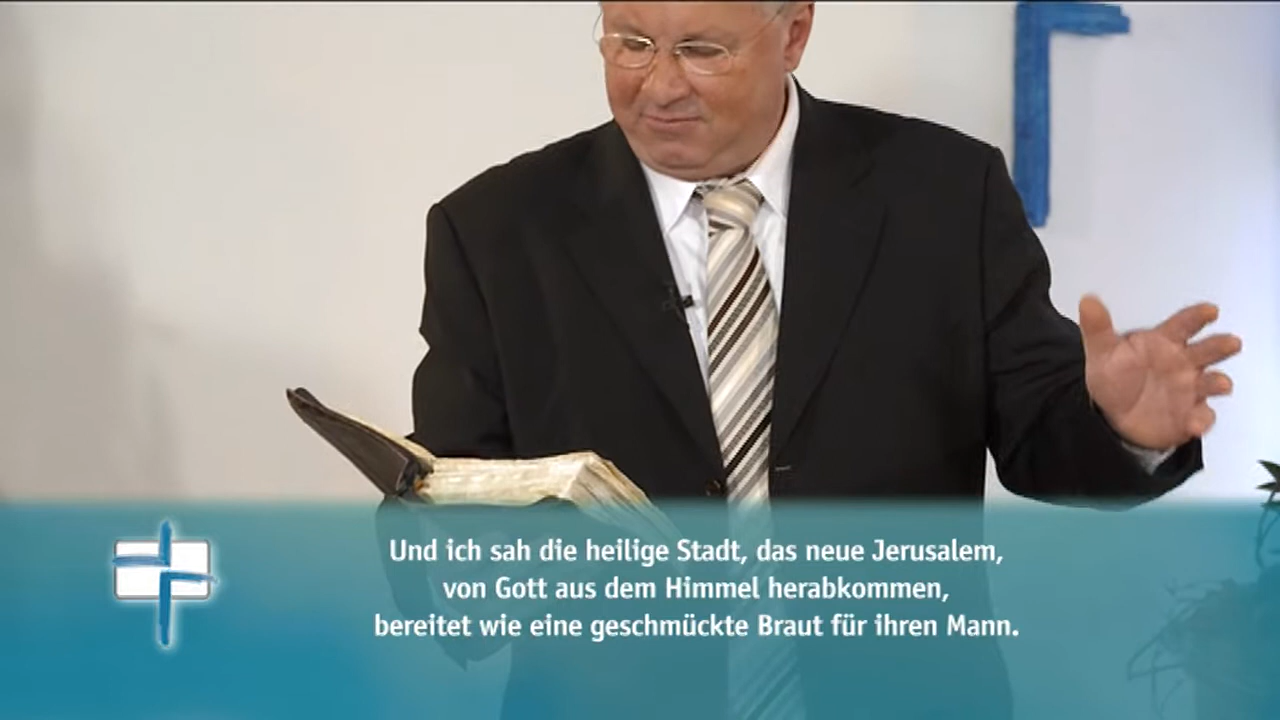 Und ich sah die heilige Stadt, das neue Jerusalem,
von Gott aus dem Himmel herabkommen,
bereitet wie eine geschmückte Braut für ihren Mann.